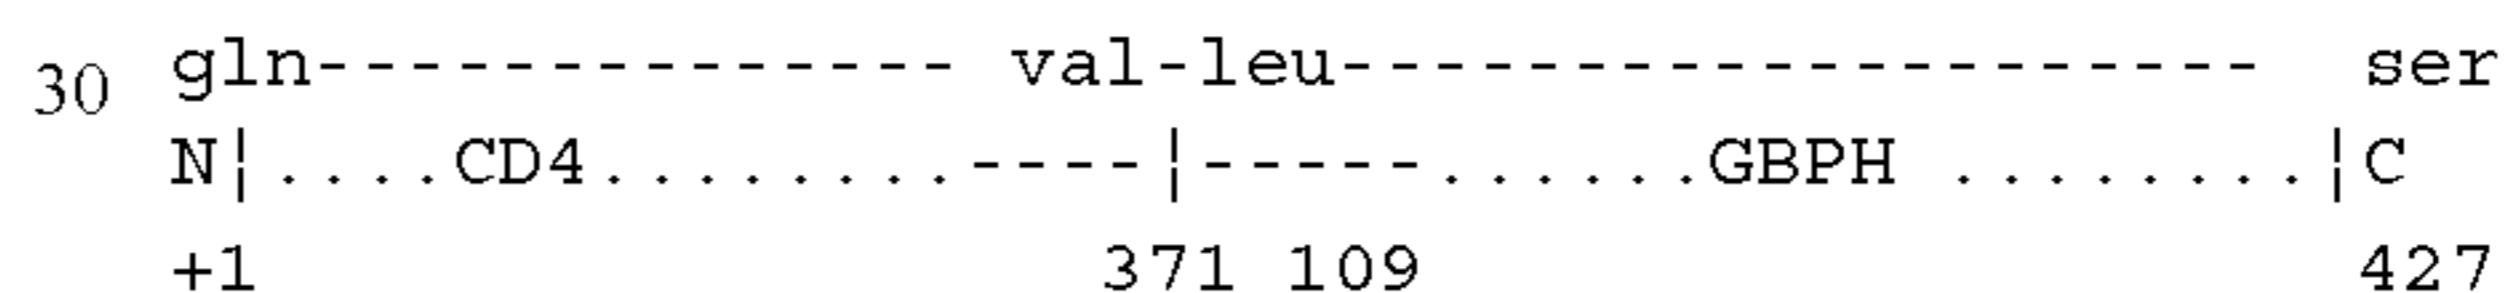 30 gln-------------- val-leu-------------------- ser
N¦....CD4........----¦-----......GBPH ........¦C
+1 371 109 427